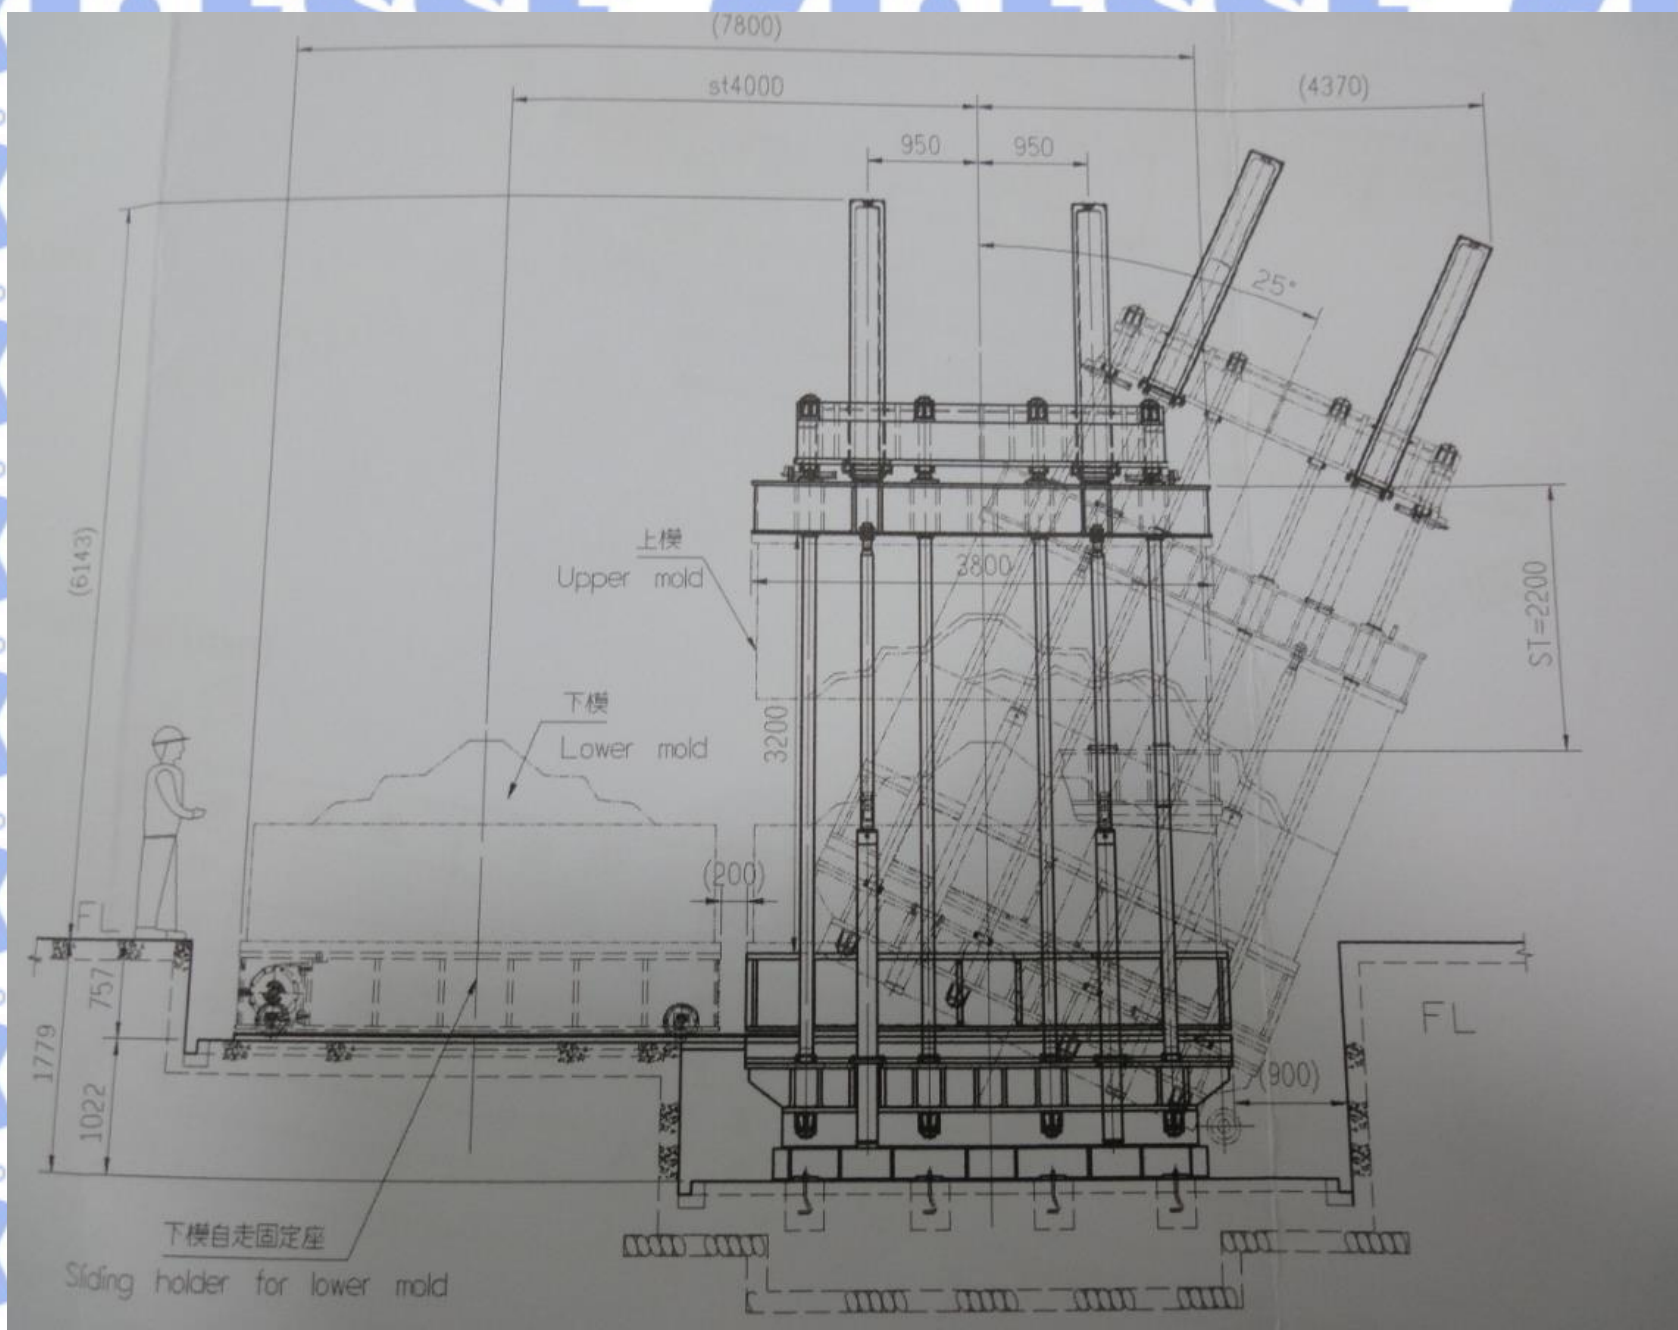 (7800)
st4000
(4370)
950
950
25°
(6143)
上模
Upper mold
3800
ST=2200
下模
Lower mold
3200
(200)
FL
757
1779
1022
FL
(900)
下模自走固定座
Sliding holder for lower mold